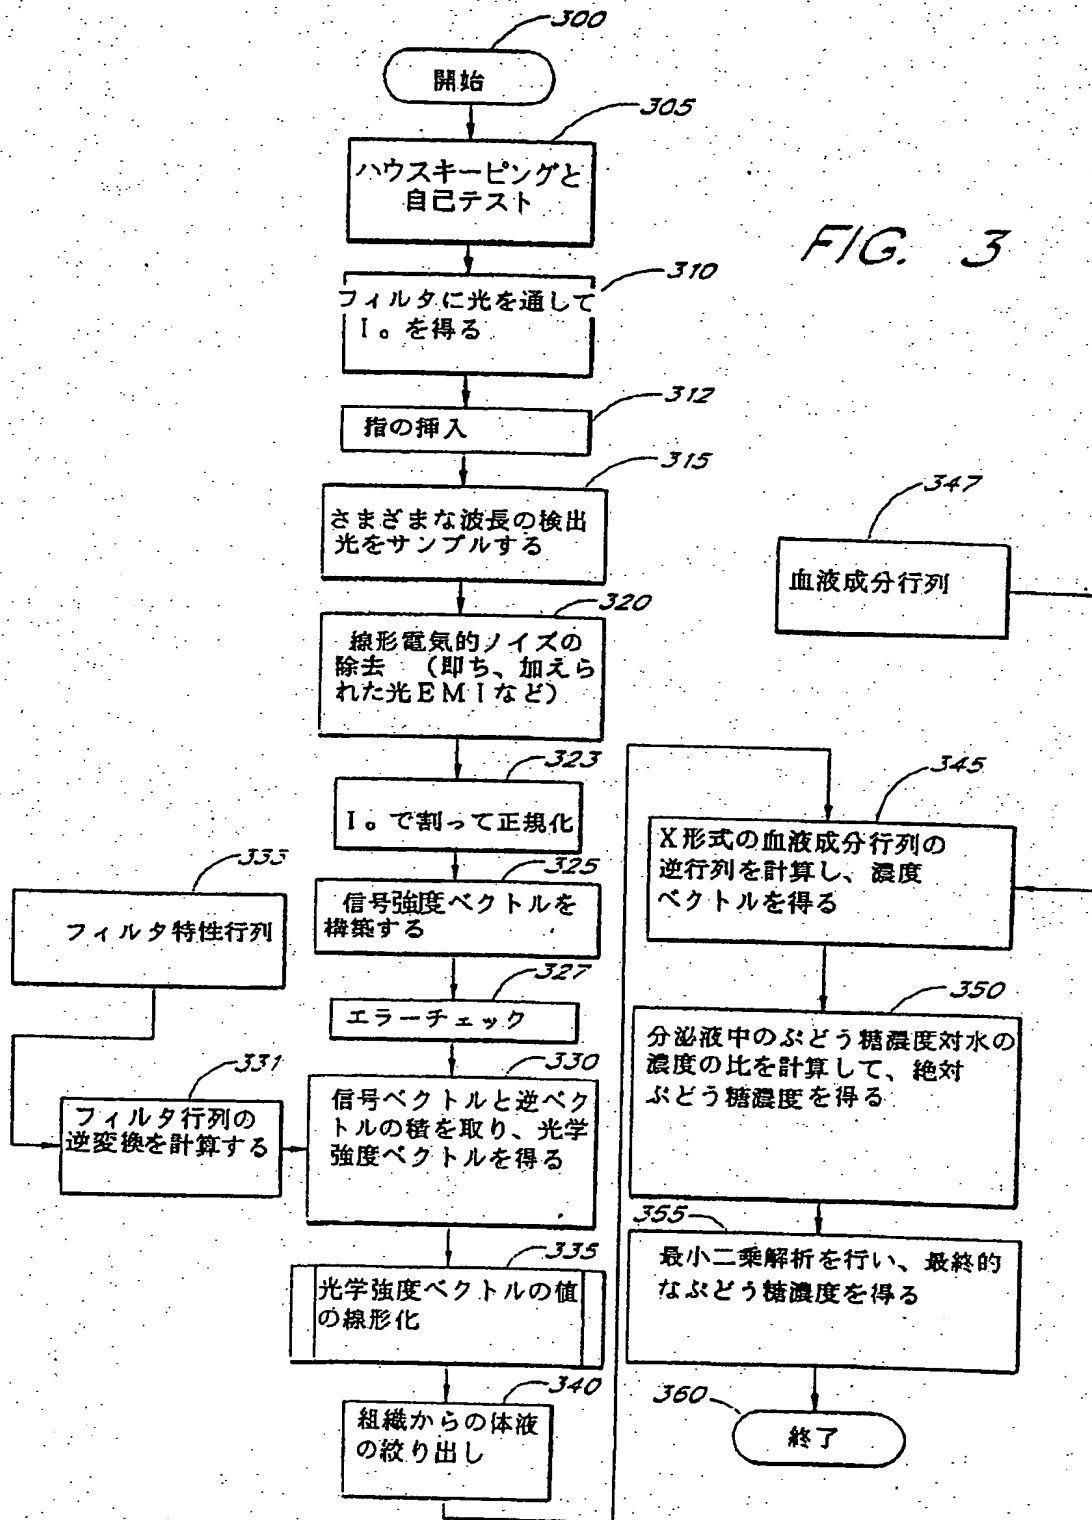 300
開始
305
ハウスキーピングと
自己テスト
FIG. 3
310
フィルタに光を通して
I。を得る
312
指の挿入
315
さまざまな波長の検出
光をサンプルする
347
血液成分行列
320
線形電気的ノイズの
除去 (即ち、加えら
れた光EMIなど)
323
I。で割って正規化
345
X形式の血液成分行列の
逆行列を計算し、濃度
ベクトルを得る
333
フィルタ特性行列
325
信号強度ベクトルを
構築する
327
エラーチェック
350
分泌液中のぶどう糖濃度対水の
濃度の比を計算して、絶対
ぶどう糖濃度を得る
331
フィルタ行列の
逆変換を計算する
330
信号ベクトルと逆ベク
トルの積を取り、光学
強度ベクトルを得る
355
最小二乗解析を行い、最終的
なぶどう糖濃度を得る
335
光学強度ベクトルの値
の線形化
340
組織からの体液
の絞り出し
360
終了